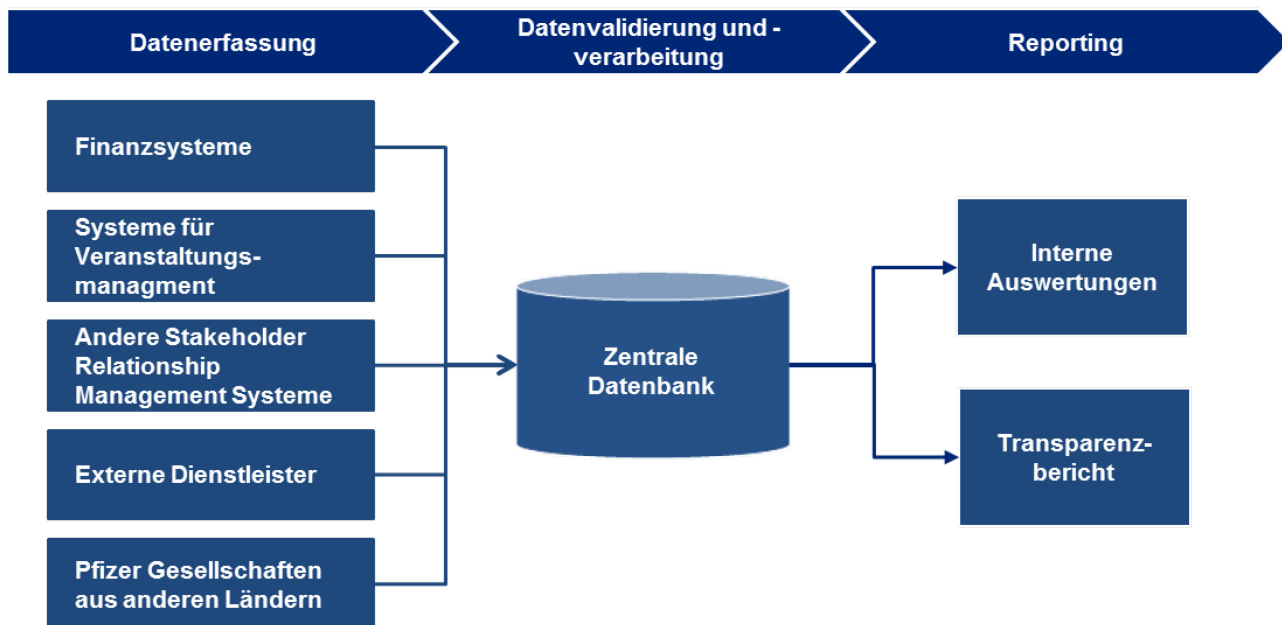 Datenerfassung
Datenvalidierung und -
verarbeitung
Reporting
Finanzsysteme
Systeme für
Veranstaltungs-
managment
Andere Stakeholder
Relationship
Management Systeme
Externe Dienstleister
Pfizer Gesellschaften
aus anderen Ländern
Zentrale
Datenbank
Interne
Auswertungen
Transparenz-
bericht